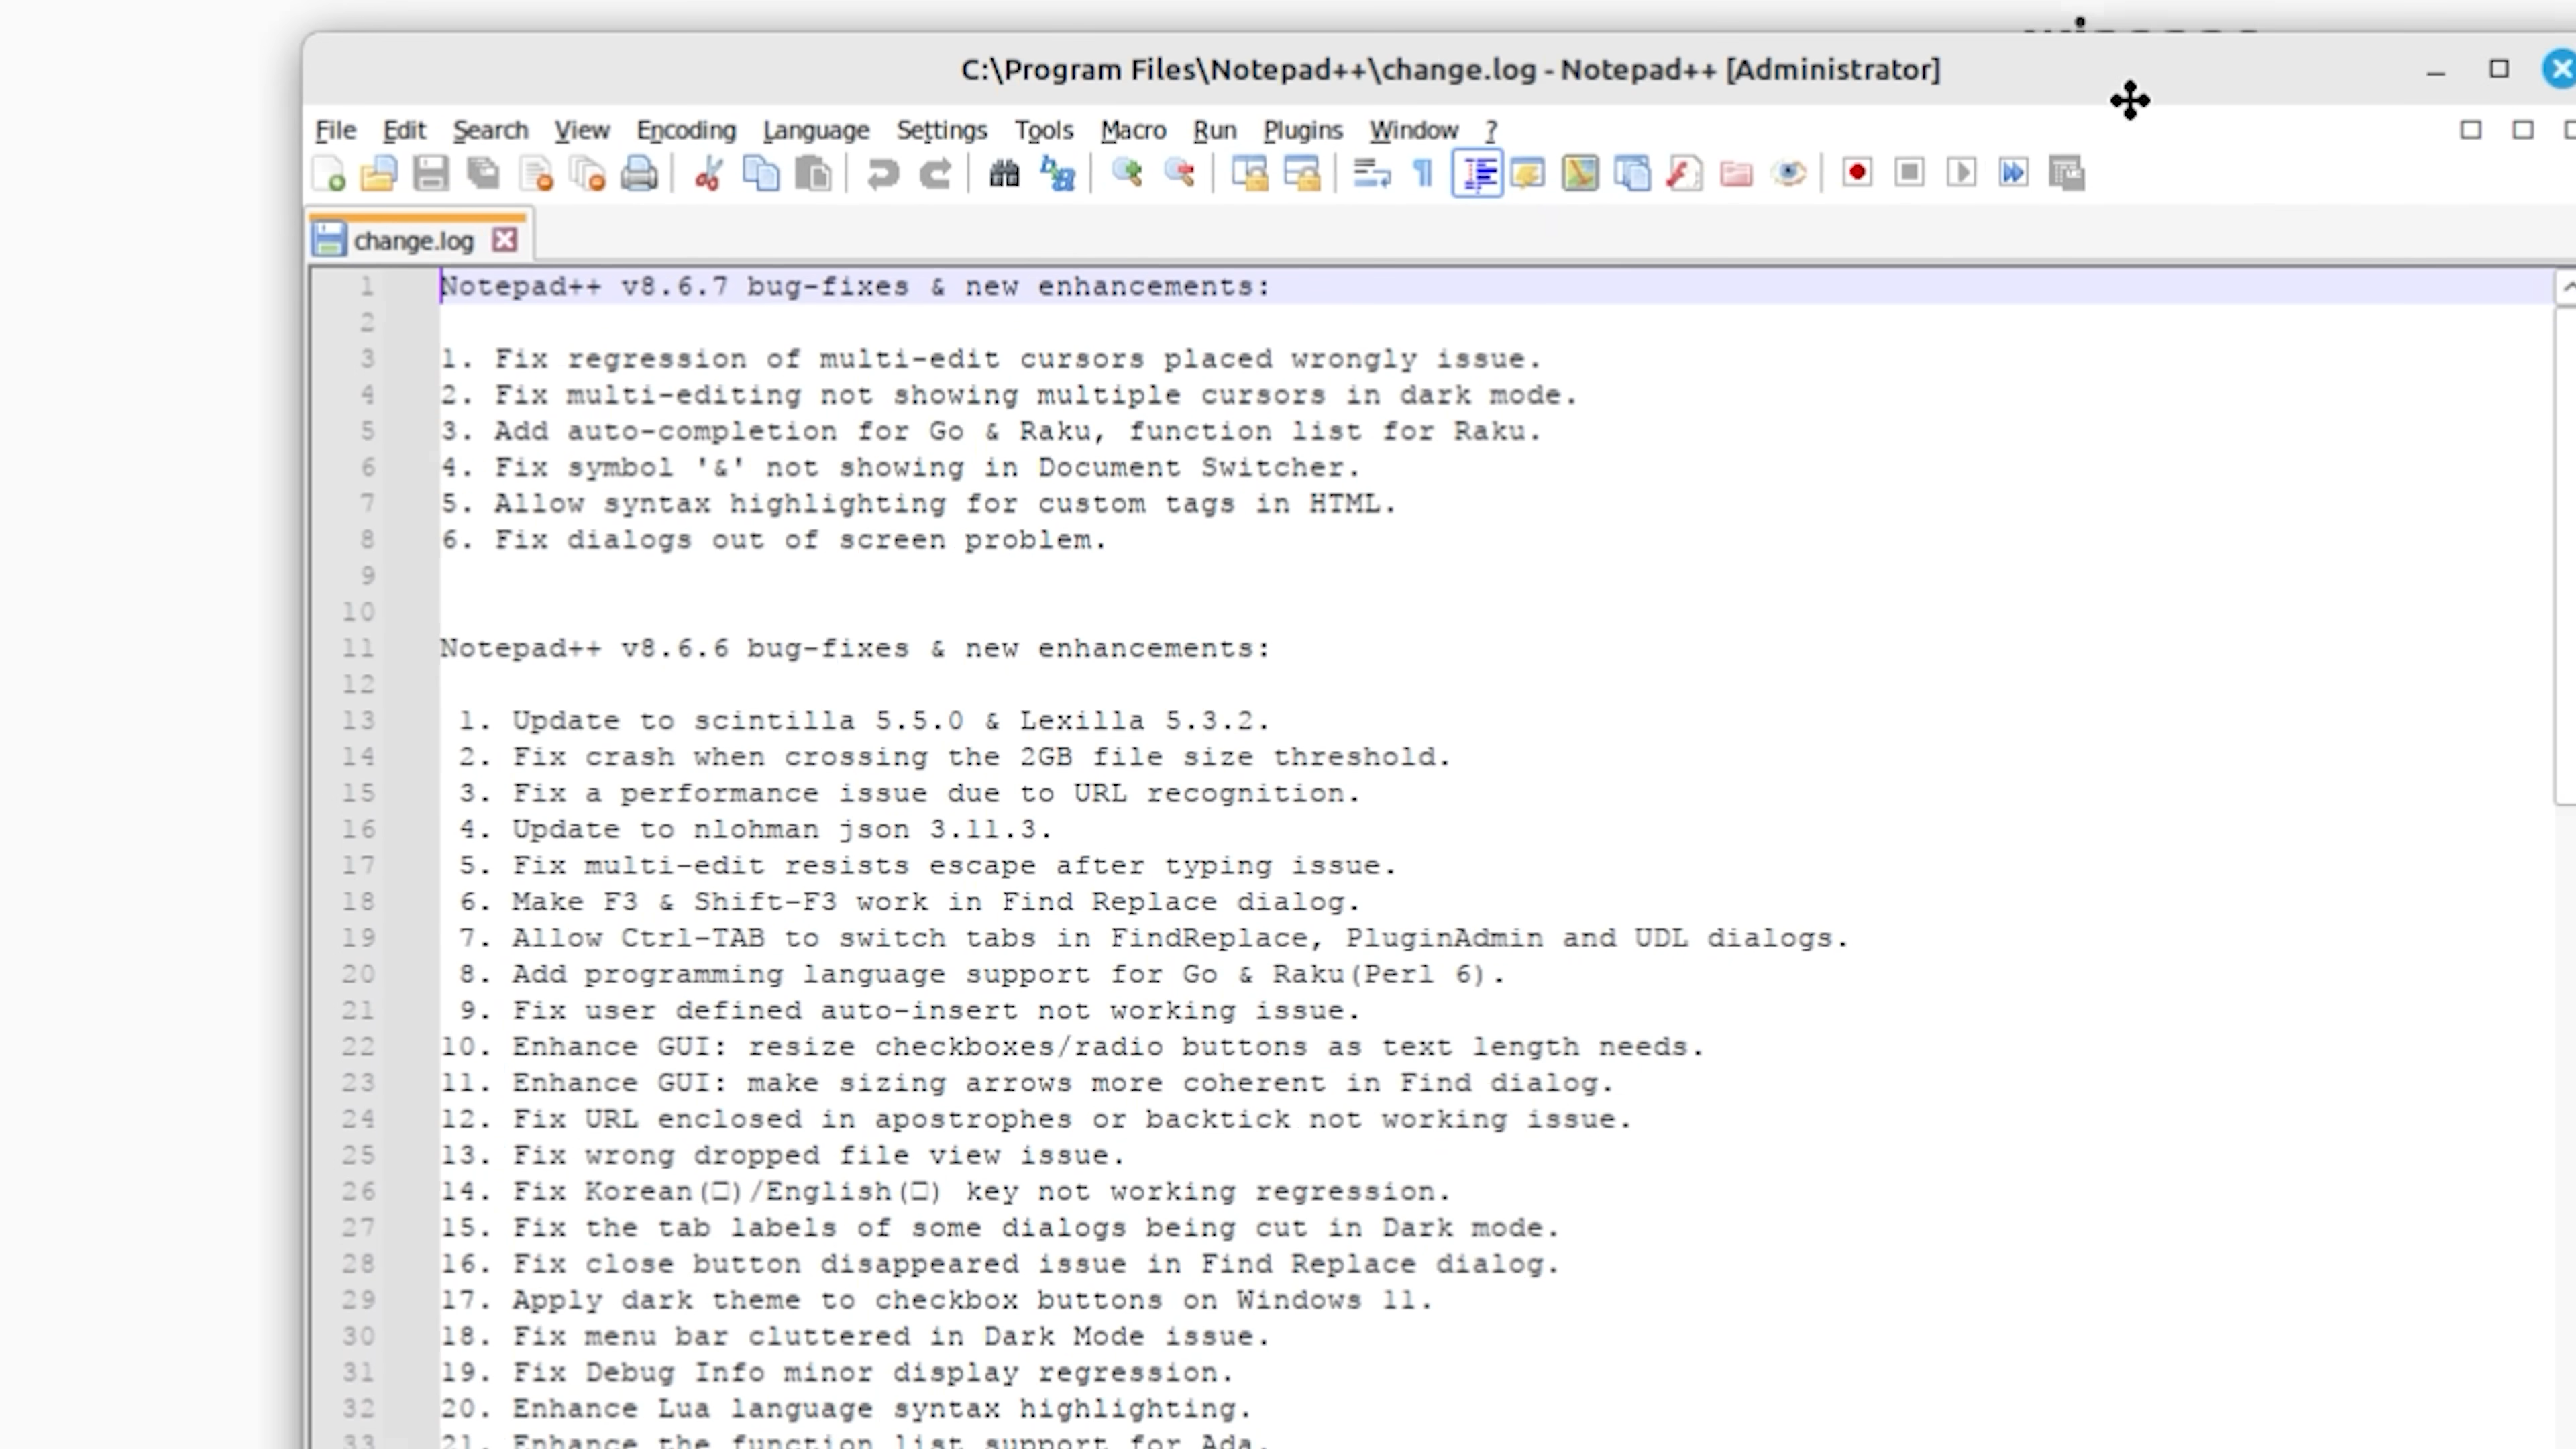 C:\Program Files\Notepad++\change.log - Notepad++ [Administrator]
File Edit Search View Encoding Language Settings Tools Macro Run Plugins Window ?
change.log
1 Notepad++ v8.6.7 bug-fixes & new enhancements:
2
3 1. Fix regression of multi-edit cursors placed wrongly issue.
4 2. Fix multi-editing not showing multiple cursors in dark mode.
5 3. Add auto-completion for Go & Raku, function list for Raku.
6 4. Fix symbol '&' not showing in Document Switcher.
7 5. Allow syntax highlighting for custom tags in HTML.
8 6. Fix dialogs out of screen problem.
9
10
11 Notepad++ v8.6.6 bug-fixes & new enhancements:
12
13 1. Update to scintilla 5.5.0 & Lexilla 5.3.2.
14 2. Fix crash when crossing the 2GB file size threshold.
15 3. Fix a performance issue due to URL recognition.
16 4. Update to nlohman json 3.11.3.
17 5. Fix multi-edit resists escape after typing issue.
18 6. Make F3 & Shift-F3 work in Find Replace dialog.
19 7. Allow Ctrl-TAB to switch tabs in FindReplace, PluginAdmin and UDL dialogs.
20 8. Add programming language support for Go & Raku(Perl 6).
21 9. Fix user defined auto-insert not working issue.
22 10. Enhance GUI: resize checkboxes/radio buttons as text length needs.
23 11. Enhance GUI: make sizing arrows more coherent in Find dialog.
24 12. Fix URL enclosed in apostrophes or backtick not working issue.
25 13. Fix wrong dropped file view issue.
26 14. Fix Korean(□)/English(□) key not working regression.
27 15. Fix the tab labels of some dialogs being cut in Dark mode.
28 16. Fix close button disappeared issue in Find Replace dialog.
29 17. Apply dark theme to checkbox buttons on Windows 11.
30 18. Fix menu bar cluttered in Dark Mode issue.
31 19. Fix Debug Info minor display regression.
32 20. Enhance Lua language syntax highlighting.
33 21. Enhance the function list support for Ada.